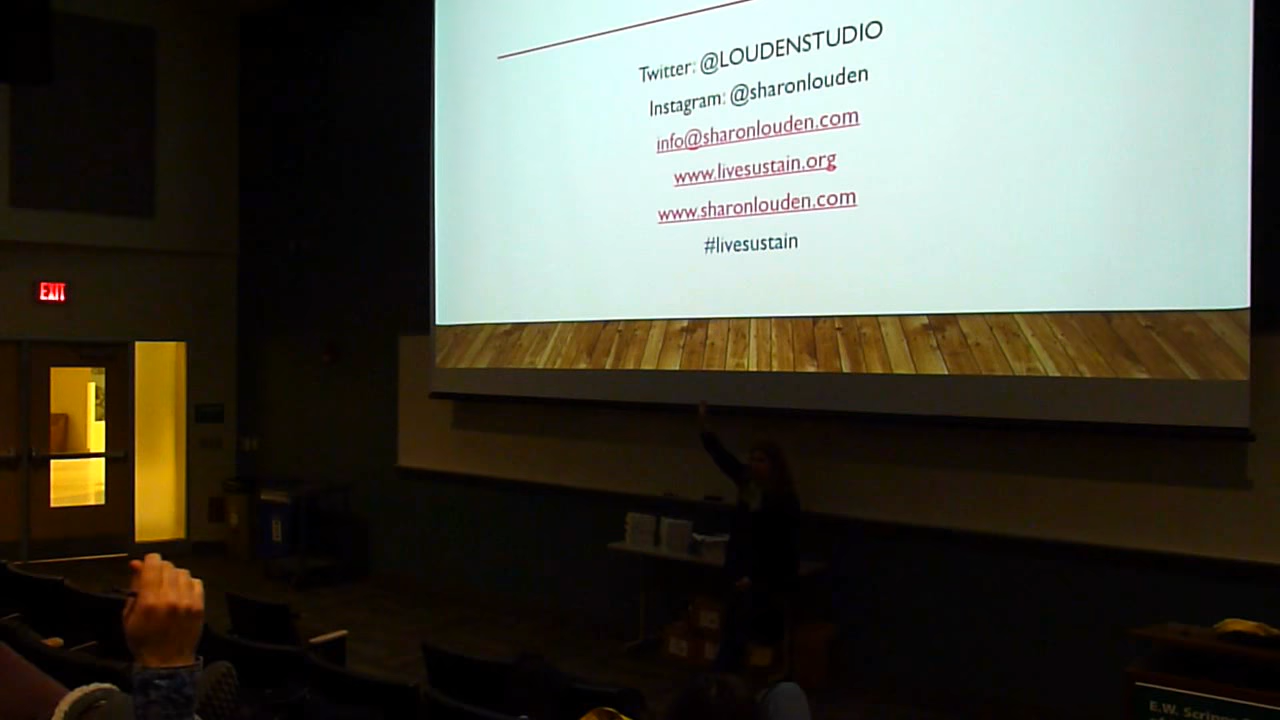 Twitter: @LOUDENSTUDIO
Instagram: @sharonlouden
info@sharonlouden.com
www.livesustain.org
www.sharonlouden.com
#livesustain
EXIT
E.W.